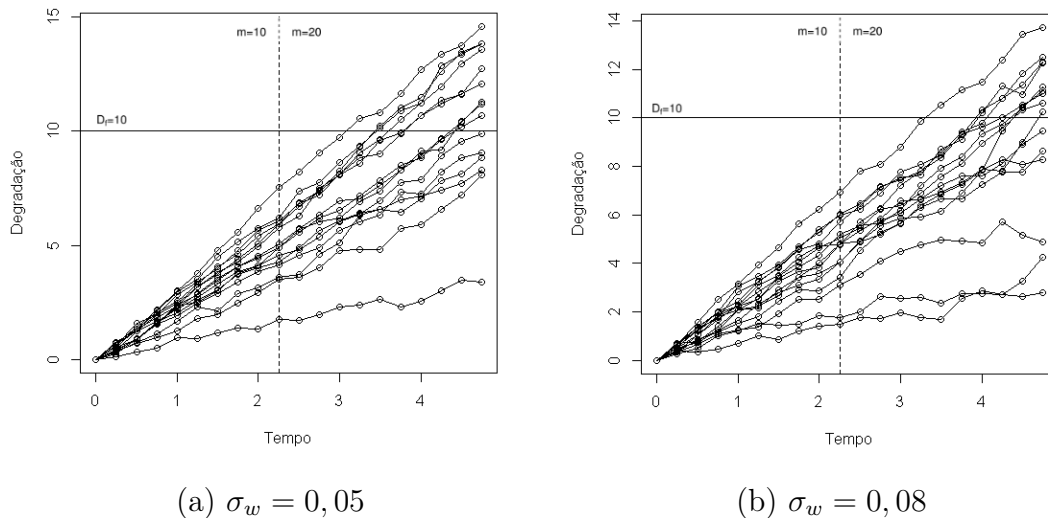 15
10
5
0
Degradação
m=10
m=20
D_f=10
0
1
2
3
4
Tempo
(a) σ_w = 0, 05
14
12
10
8
6
4
2
0
Degradação
m=10
m=20
D_f=10
0
1
2
3
4
Tempo
(b) σ_w = 0, 08